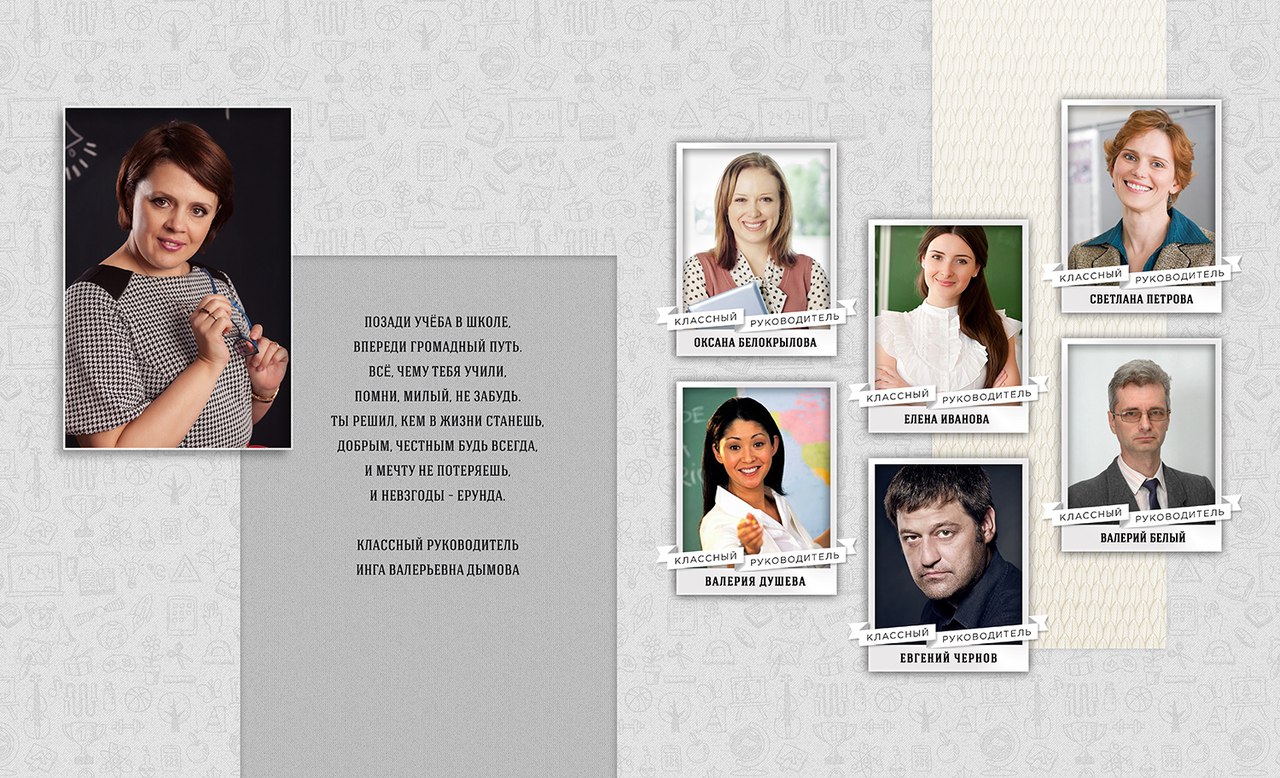 ПОЗАДИ УЧЁБА В ШКОЛЕ,
ВПЕРЕДИ ГРОМАДНЫЙ ПУТЬ.
ВСЁ, ЧЕМУ ТЕБЯ УЧИЛИ,
ПОМНИ, МИЛЫЙ, НЕ ЗАБУДЬ.
ТЫ РЕШИЛ, КЕМ В ЖИЗНИ СТАНЕШЬ,
ДОБРЫМ, ЧЕСТНЫМ БУДЬ ВСЕГДА,
И МЕЧТУ НЕ ПОТЕРЯЕШЬ,
И НЕВЗГОДЫ - ЕРУНДА.
КЛАССНЫЙ РУКОВОДИТЕЛЬ
ИНГА ВАЛЕРЬЕВНА ДЫМОВА
КЛАССНЫЙ РУКОВОДИТЕЛЬ
ОКСАНА БЕЛОКРЫЛОВА
КЛАССНЫЙ РУКОВОДИТЕЛЬ
ВАЛЕРИЯ ДУШЕВА
КЛАССНЫЙ РУКОВОДИТЕЛЬ
ЕЛЕНА ИВАНОВА
КЛАССНЫЙ РУКОВОДИТЕЛЬ
ЕВГЕНИЙ ЧЕРНОВ
КЛАССНЫЙ РУКОВОДИТЕЛЬ
СВЕТЛАНА ПЕТРОВА
КЛАССНЫЙ РУКОВОДИТЕЛЬ
ВАЛЕРИЙ БЕЛЫЙ